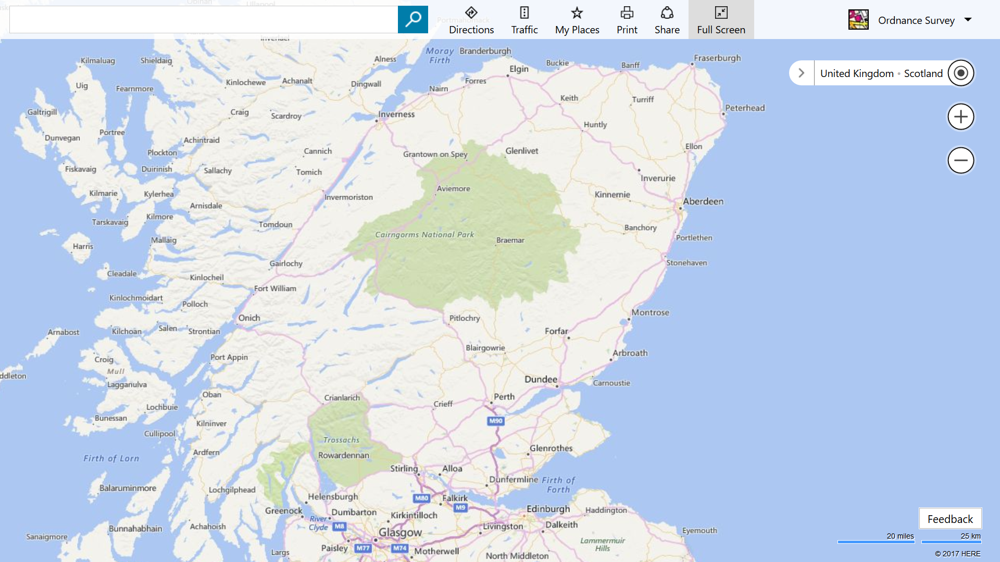 Obinan
Ullapool
Portmahomack
Directions
Traffic
My Places
Print
Share
Full Screen
Ordnance Survey
Inverlael
Moray
Firth
Branderburgh
Kilmaluag
Shieldaig
Alness
Elgin
Buckie
Banff
Fraserburgh
United Kingdom • Scotland
Uig
Fearnmore
Kinlochewe
Achanalt
Dingwall
Nairn
Forres
Keith
Turriff
Peterhead
Galtrigill
Craig
Scardroy
Inverness
Huntly
Dunvegan
Portree
Achintraid
Plockton
Cannich
Grantown on Spey
Glenlivet
Ellon
Fiskavaig
Duirinish
Sallachy
Tomich
Inverurie
Kilmarie
Kylerhea
Arnisdale
Invermoriston
Aviemore
Kinnernie
Aberdeen
Tarskavaig
Kilmore
Tomdoun
Cairngorms National Park
Braemar
Banchory
Portlethen
Harris
Mallaig
Gairlochy
Stonehaven
Cleadale
Kinlocheil
Fort William
Kinlochmoidart
Polloch
Onich
Pitlochry
Montrose
Arnabost
Kilchoan
Salen
Strontian
Forfar
Croig
Port Appin
Blairgowrie
Arbroath
ddleton
Mull
Lagganulva
Dundee
Carnoustie
Oban
Lochbuie
Crianlarich
Crieff
Perth
Bunessan
Kilninver
M90
Cullipool
Trossachs
Rowardennan
Glenrothes
Firth of Lorn
Ardfern
Stirling
Alloa
Dunfermline
Firth of
Forth
Balaruminmore
Lochgilphead
Helensburgh
M80
Falkirk
M9
Greenock
Dumbarton
Kirkintilloch
Edinburgh
Haddington
River
Clyde
M8
Feedback
Sanaigmore
Bunnahabhain
Achahoish
Glasgow
Livingston
Dalkeith
Eyemouth
20 miles
25 km
Largs
Paisley
M77
M74
Motherwell
North Middleton
Lammermuir
Hills
© 2017 HERE